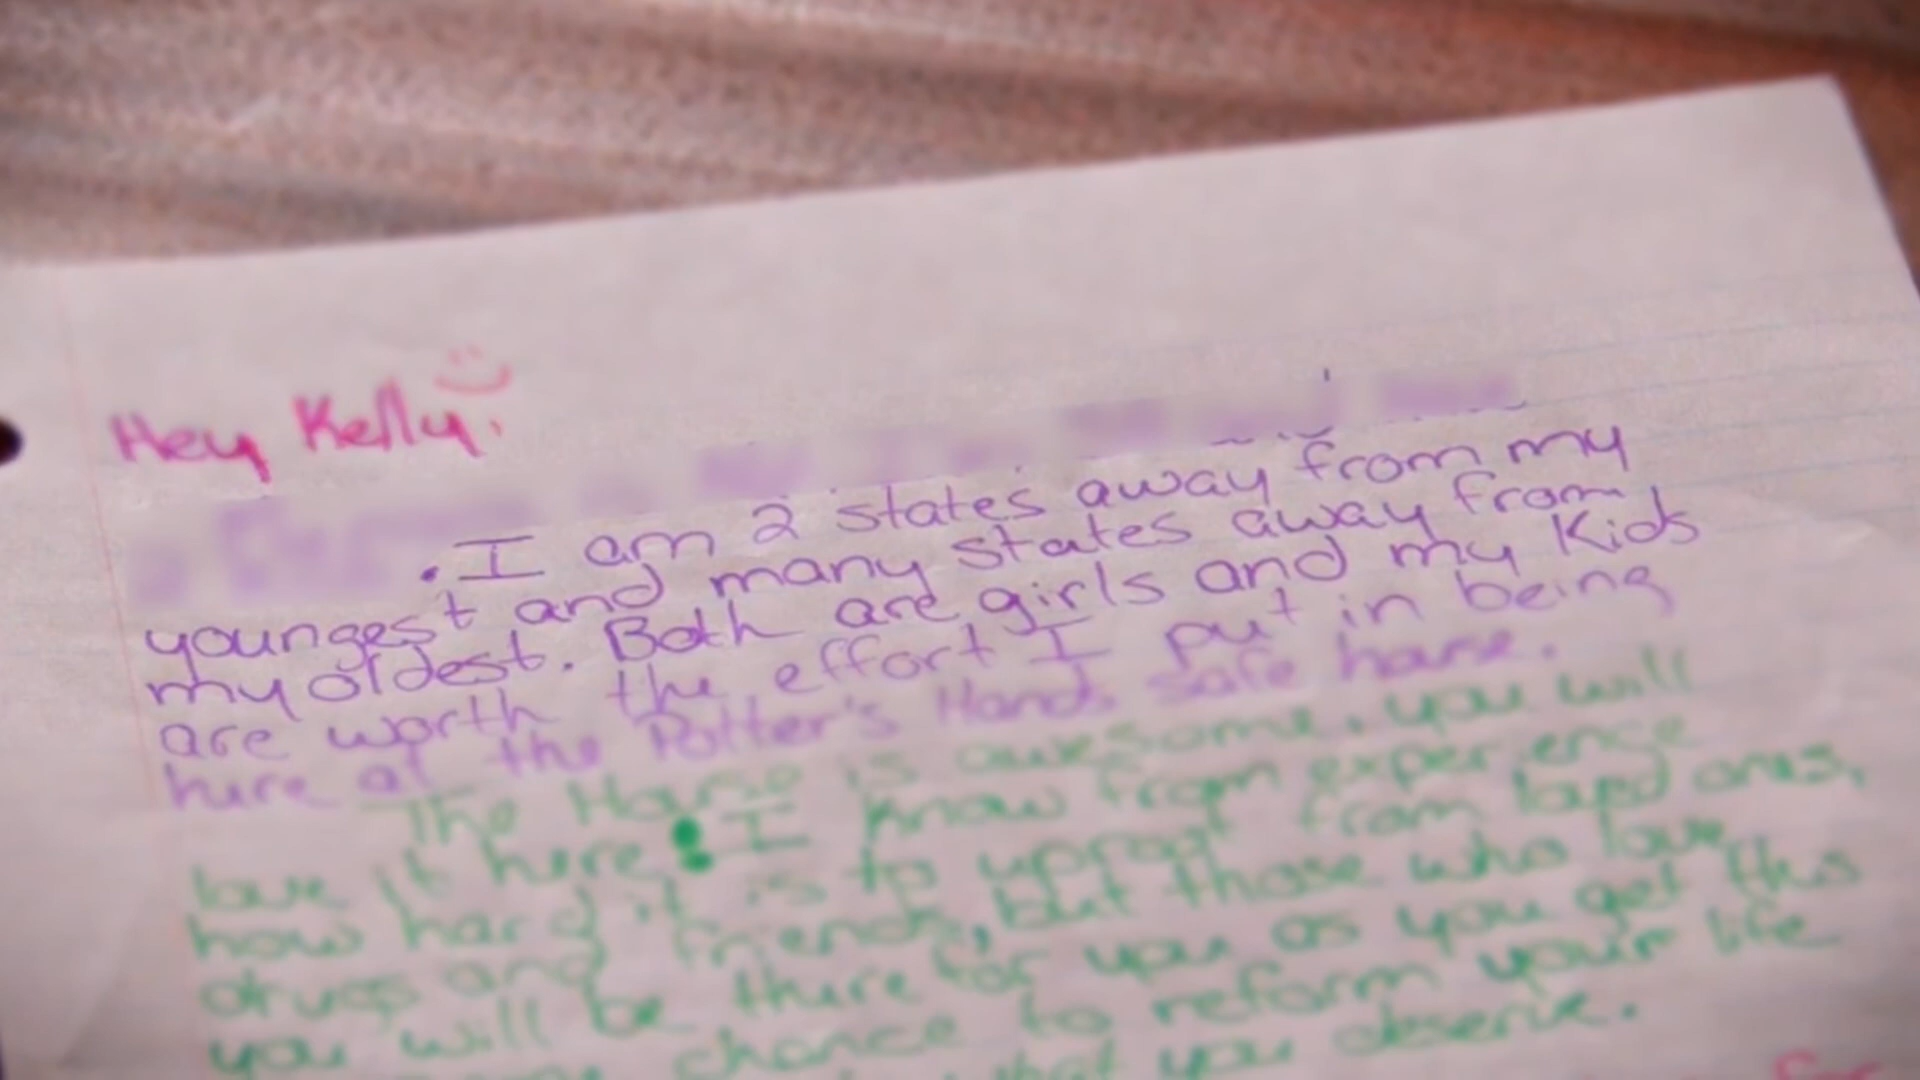 Hey Kelly.
. I am 2 states away from my
youngest and many states away from
my oldest. Both are girls and my Kids
are worth the effort I put in being
here at the Potter's Hands safe house.
The House is awesome. you will
love it here! I know from experience
how hard it is to uproot from loved ones,
drugs and friends, but those who love
you will be there for you as you get this
chance to reform your life
what you deserve.